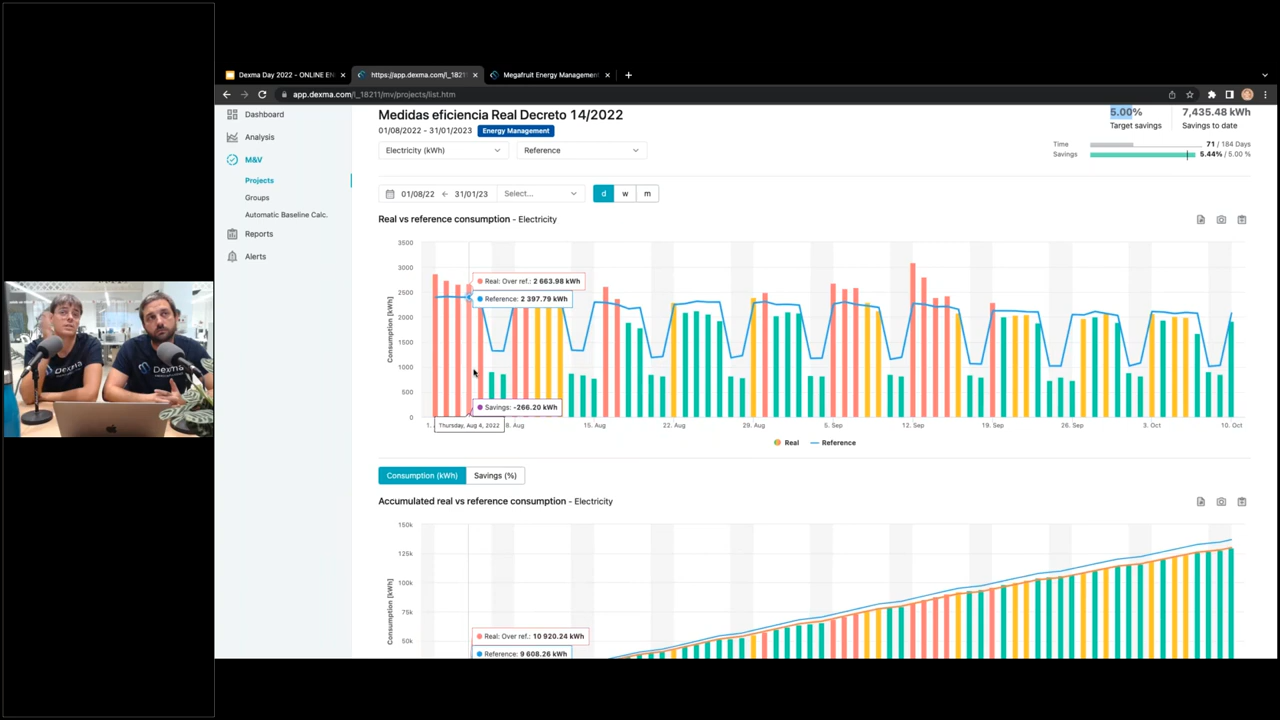 Dexma Day 2022 - ONLINE EN
https://app.dexma.com/l_1821
Megafruit Energy Management
app.dexma.com/l_18211/mv/projects/list.htm
Dashboard
Analysis
M&V
Projects
Groups
Automatic Baseline Calc.
Reports
Alerts
Medidas eficiencia Real Decreto 14/2022
01/08/2022 - 31/01/2023 Energy Management
Electricity (kWh) Reference
5.00% 7,435.48 kWh
Target savings Savings to date
Time 71 / 184 Days
Savings 5.44% / 5.00 %
01/08/22 31/01/23 Select... d w m
Real vs reference consumption - Electricity
Consumption [kWh]
3500
3000
2500
2000
1500
1000
500
0
Real: Over ref.: 2 663.98 kWh
Reference: 2 397.79 kWh
Savings: -266.20 kWh
Thursday, Aug 4, 2022
1. 8. Aug 15. Aug 22. Aug 29. Aug 5. Sep 12. Sep 19. Sep 26. Sep 3. Oct 10. Oct
Real Reference
Consumption (kWh) Savings (%)
Accumulated real vs reference consumption - Electricity
Consumption [kWh]
150k
125k
100k
75k
50k
Real: Over ref.: 10 920.24 kWh
Reference: 9 608.26 kWh
Dexma
Dexma